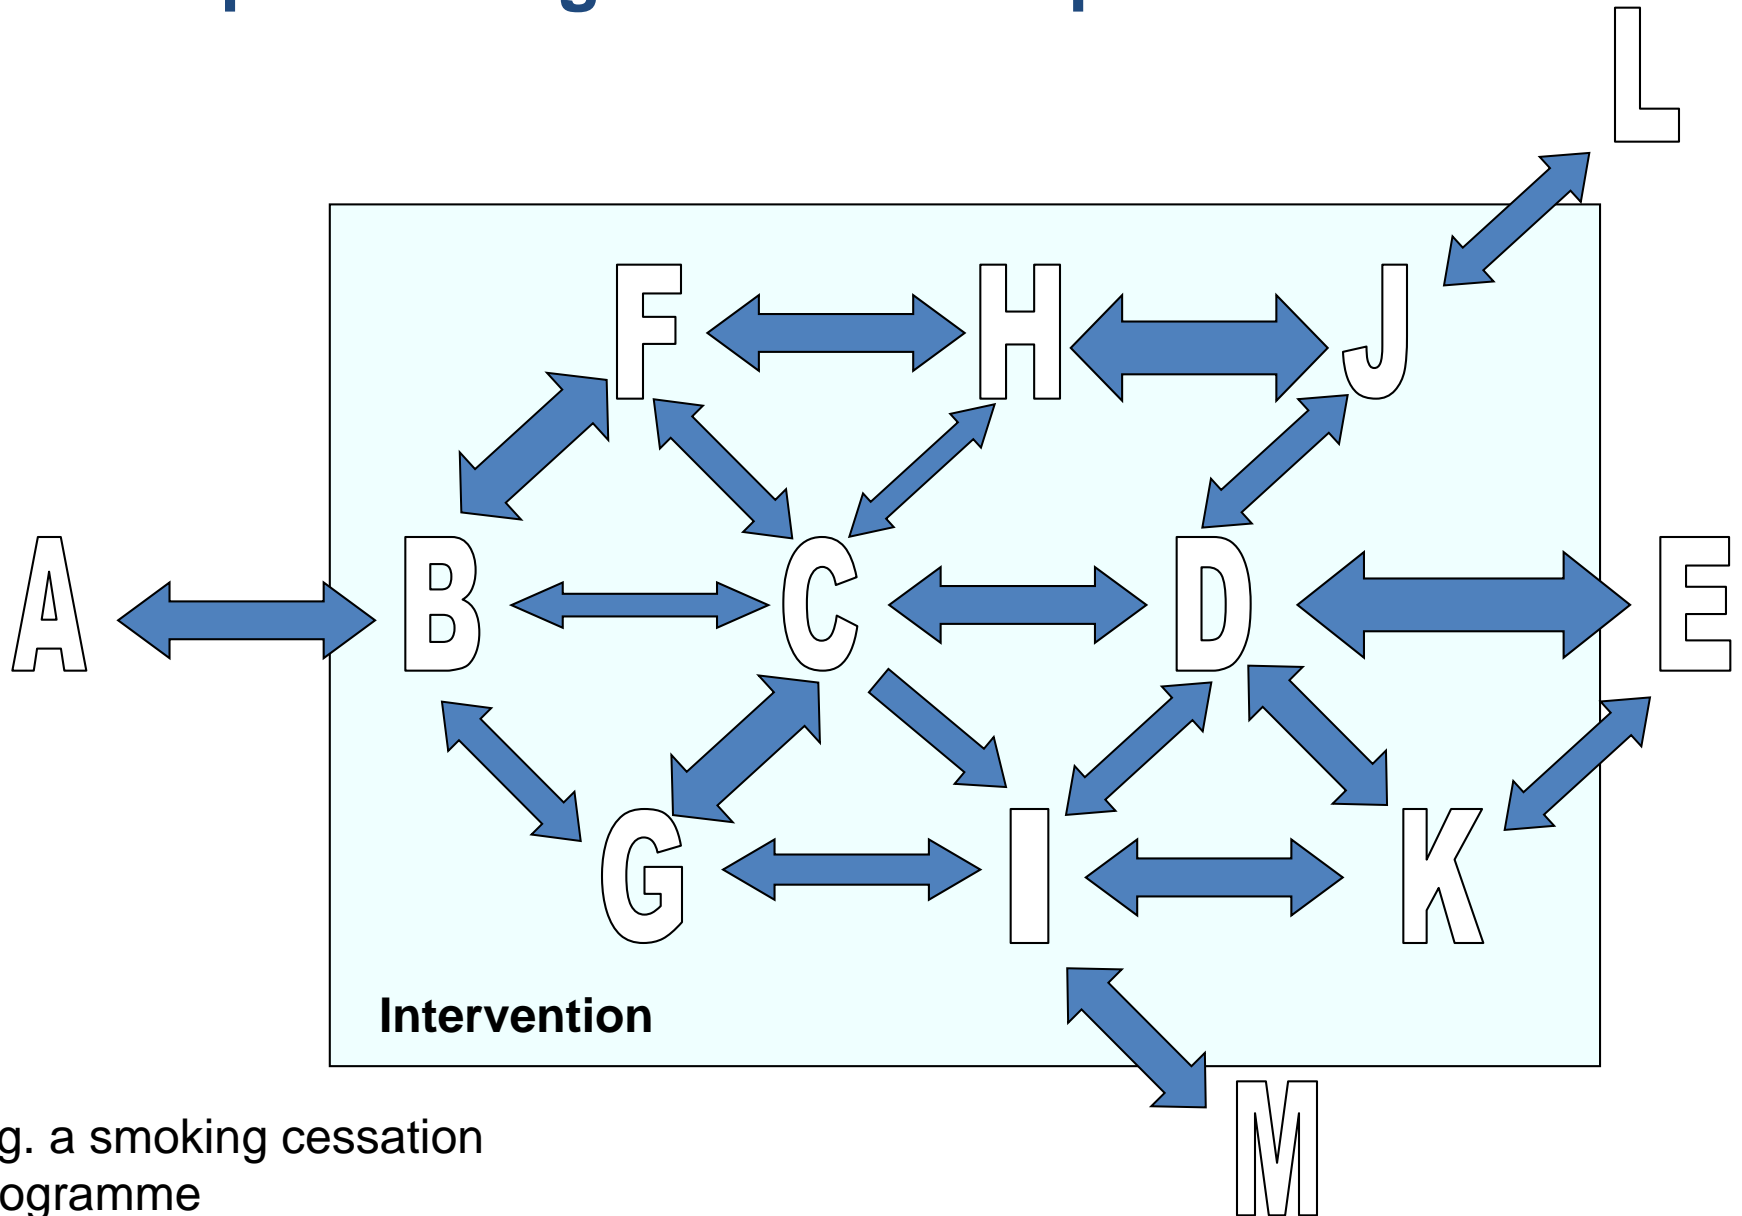 L
F H J
A B C D E
G I K
Intervention
M
g. a smoking cessation
ogramme